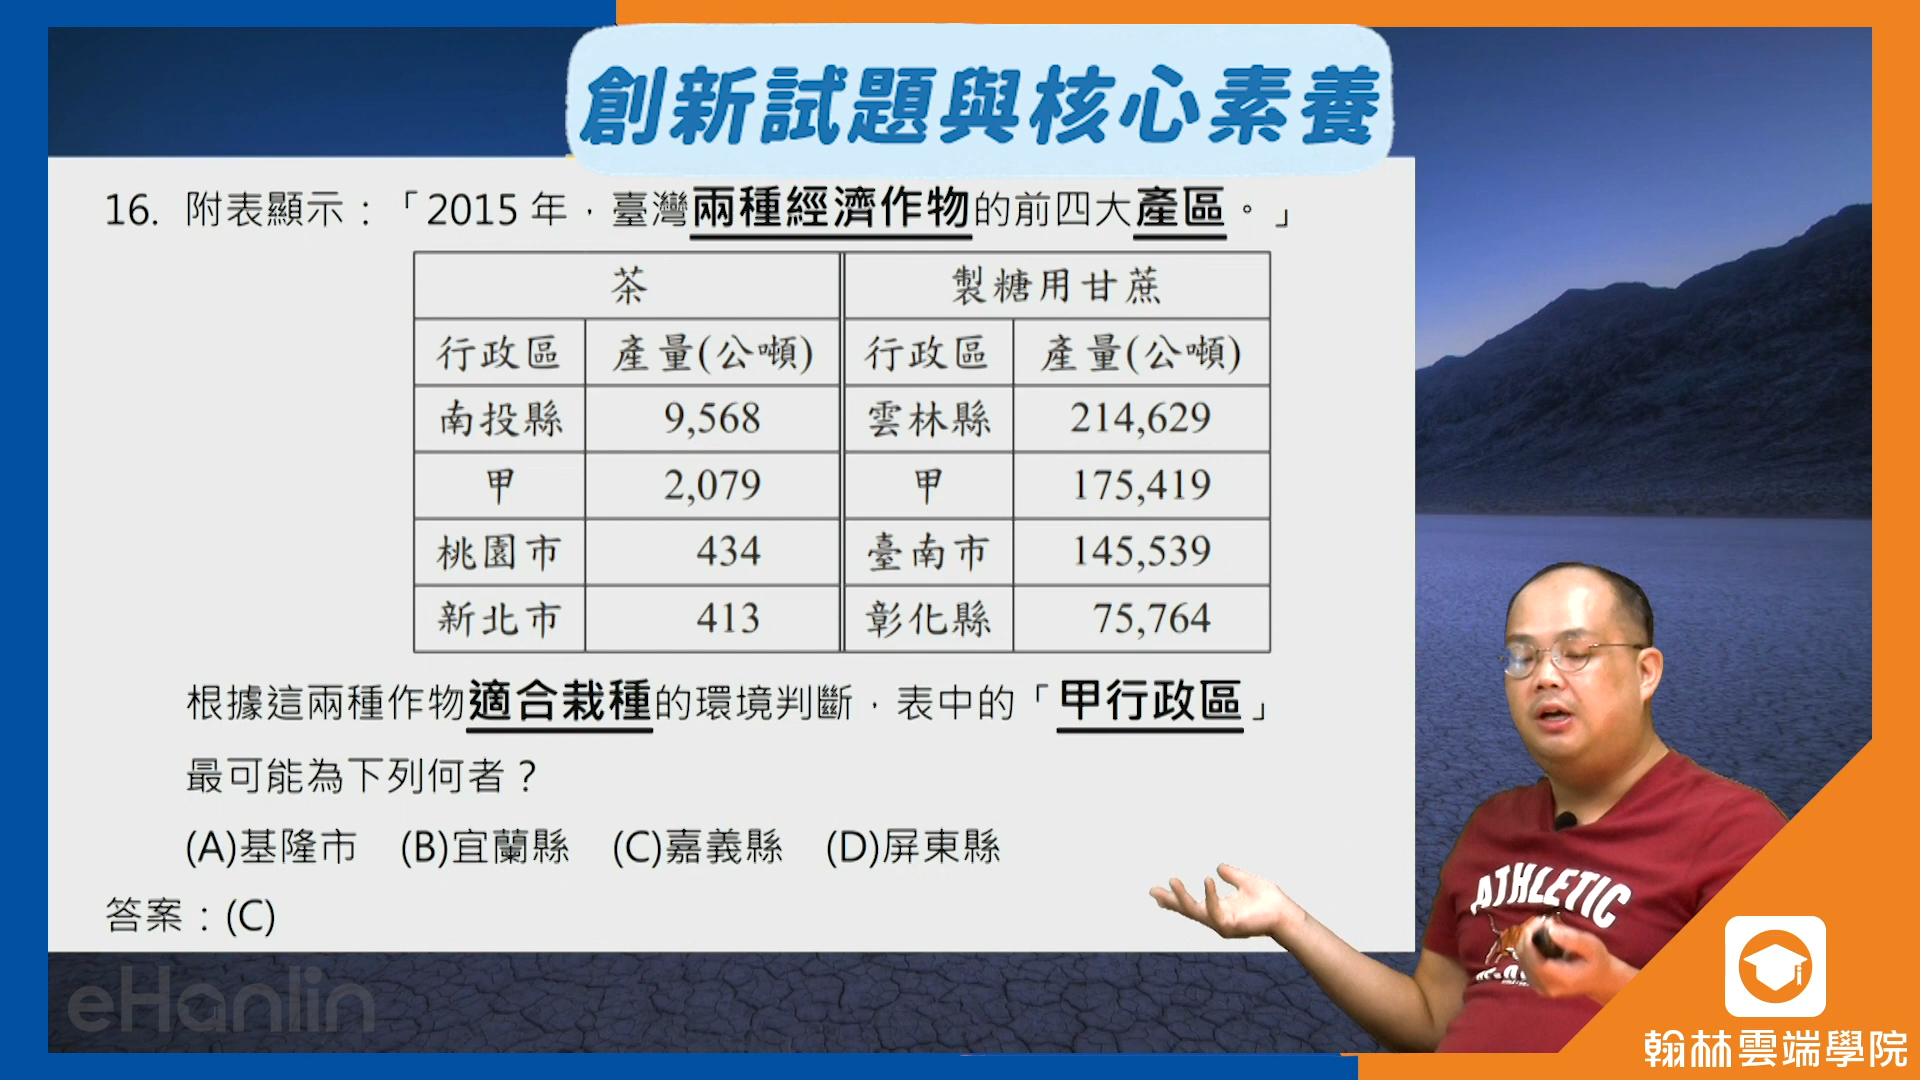 創新試題與核心素養
16. 附表顯示：「2015 年，臺灣兩種經濟作物的前四大產區。」
茶 製糖用甘蔗
行政區 產量(公噸) 行政區 產量(公噸)
南投縣 9,568 雲林縣 214,629
甲 2,079 甲 175,419
桃園市 434 臺南市 145,539
新北市 413 彰化縣 75,764
根據這兩種作物適合栽種的環境判斷，表中的「甲行政區」
最可能為下列何者？
(A)基隆市 (B)宜蘭縣 (C)嘉義縣 (D)屏東縣
答案：(C)
ATHLETIC
eHanlin
翰林雲端學院